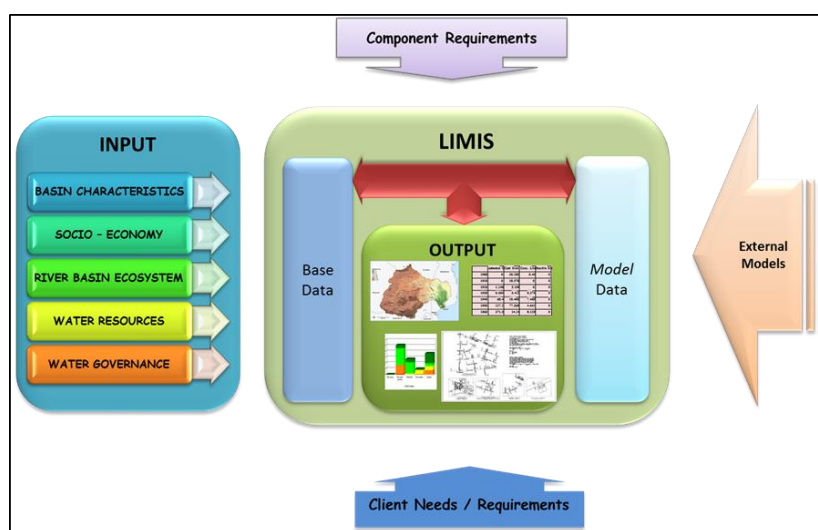 Component Requirements
INPUT
BASIN CHARACTERISTICS
SOCIO - ECONOMY
RIVER BASIN ECOSYSTEM
WATER RESOURCES
WATER GOVERNANCE
LIMIS
Base
Data
OUTPUT
Model
Data
External
Models
Client Needs / Requirements